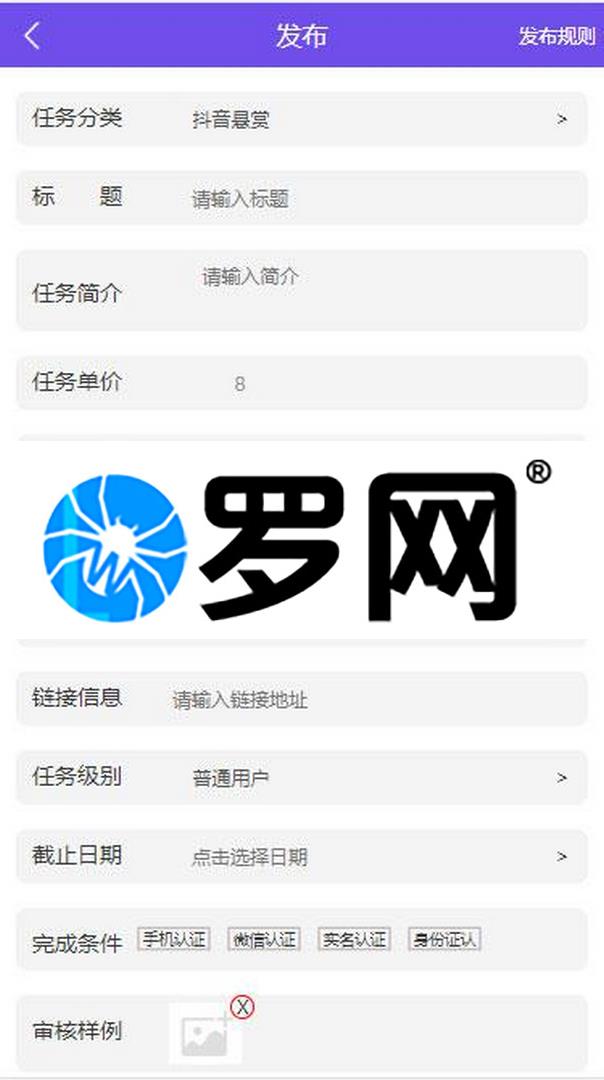 发布 发布规则
任务分类 抖音悬赏 >
标 题 请输入标题
请输入简介
任务简介
任务单价 8
罗网®
链接信息 请输入链接地址
任务级别 普通用户 >
截止日期 点击选择日期 >
完成条件 手机认证 微信认证 实名认证 身份证认
X
审核样例